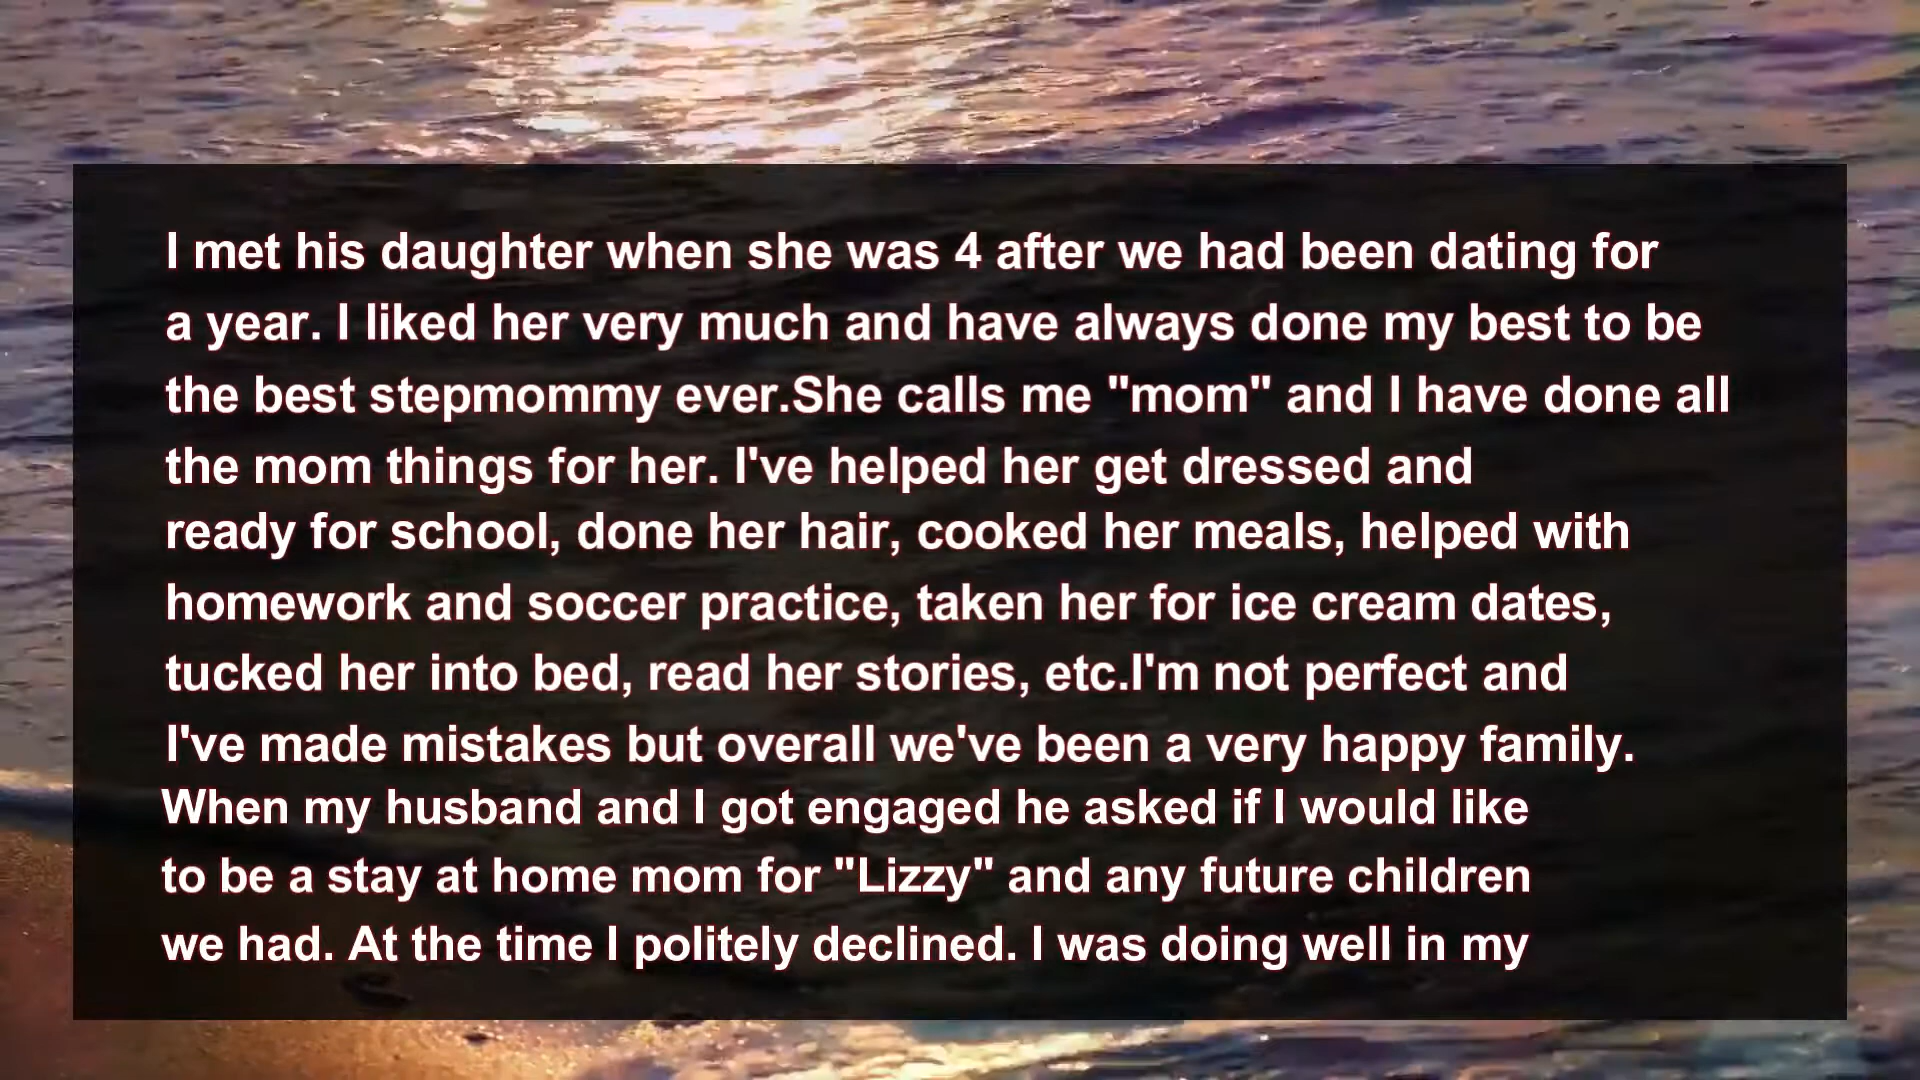 I met his daughter when she was 4 after we had been dating for
a year. I liked her very much and have always done my best to be
the best stepmommy ever.She calls me "mom" and I have done all
the mom things for her. I've helped her get dressed and
ready for school, done her hair, cooked her meals, helped with
homework and soccer practice, taken her for ice cream dates,
tucked her into bed, read her stories, etc.I'm not perfect and
I've made mistakes but overall we've been a very happy family.
When my husband and I got engaged he asked if I would like
to be a stay at home mom for "Lizzy" and any future children
we had. At the time I politely declined. I was doing well in my